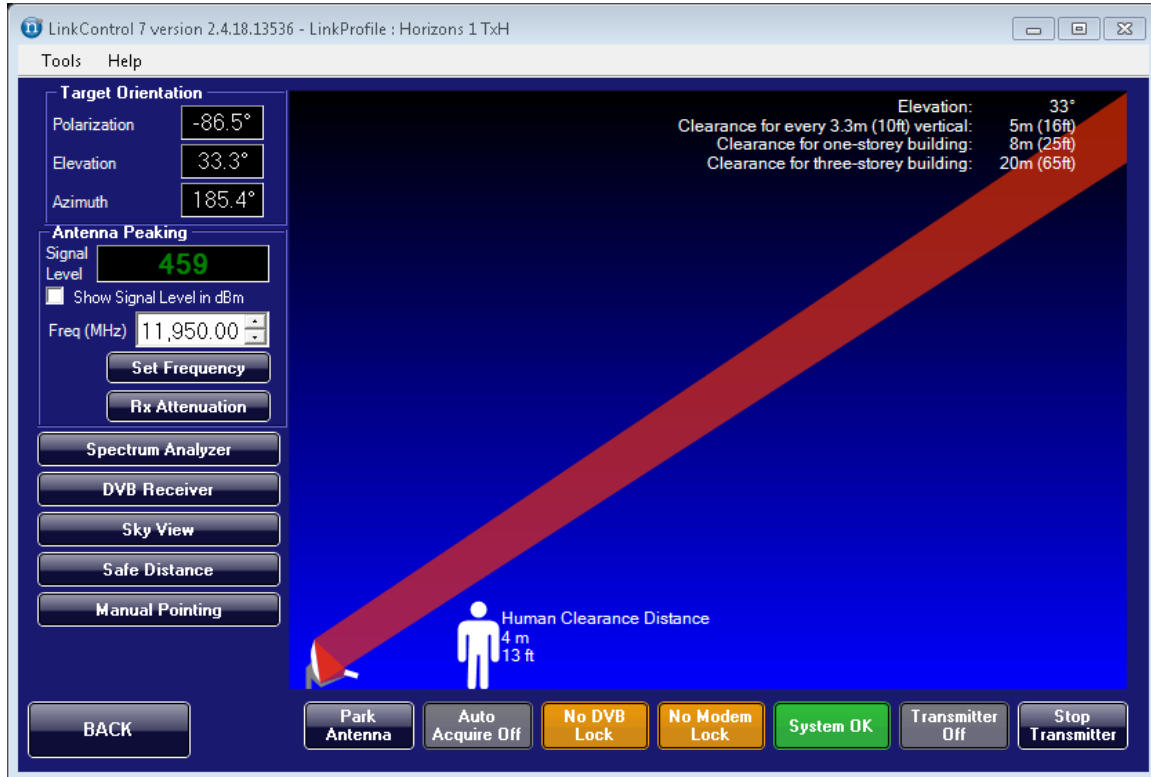 LinkControl 7 version 2.4.18.13536 - LinkProfile : Horizons 1 TxH
Tools Help
Target Orientation
Polarization -86.5°
Elevation 33.3°
Azimuth 185.4°
Antenna Peaking
Signal Level 459
Show Signal Level in dBm
Freq (MHz) 11,950.00
Set Frequency
Rx Attenuation
Spectrum Analyzer
DVB Receiver
Sky View
Safe Distance
Manual Pointing
Elevation: 33°
Clearance for every 3.3m (10ft) vertical: 5m (16ft)
Clearance for one-storey building: 8m (25ft)
Clearance for three-storey building: 20m (65ft)
Human Clearance Distance
4 m
13 ft
BACK
Park Antenna
Auto Acquire Off
No DVB Lock
No Modem Lock
System OK
Transmitter Off
Stop Transmitter